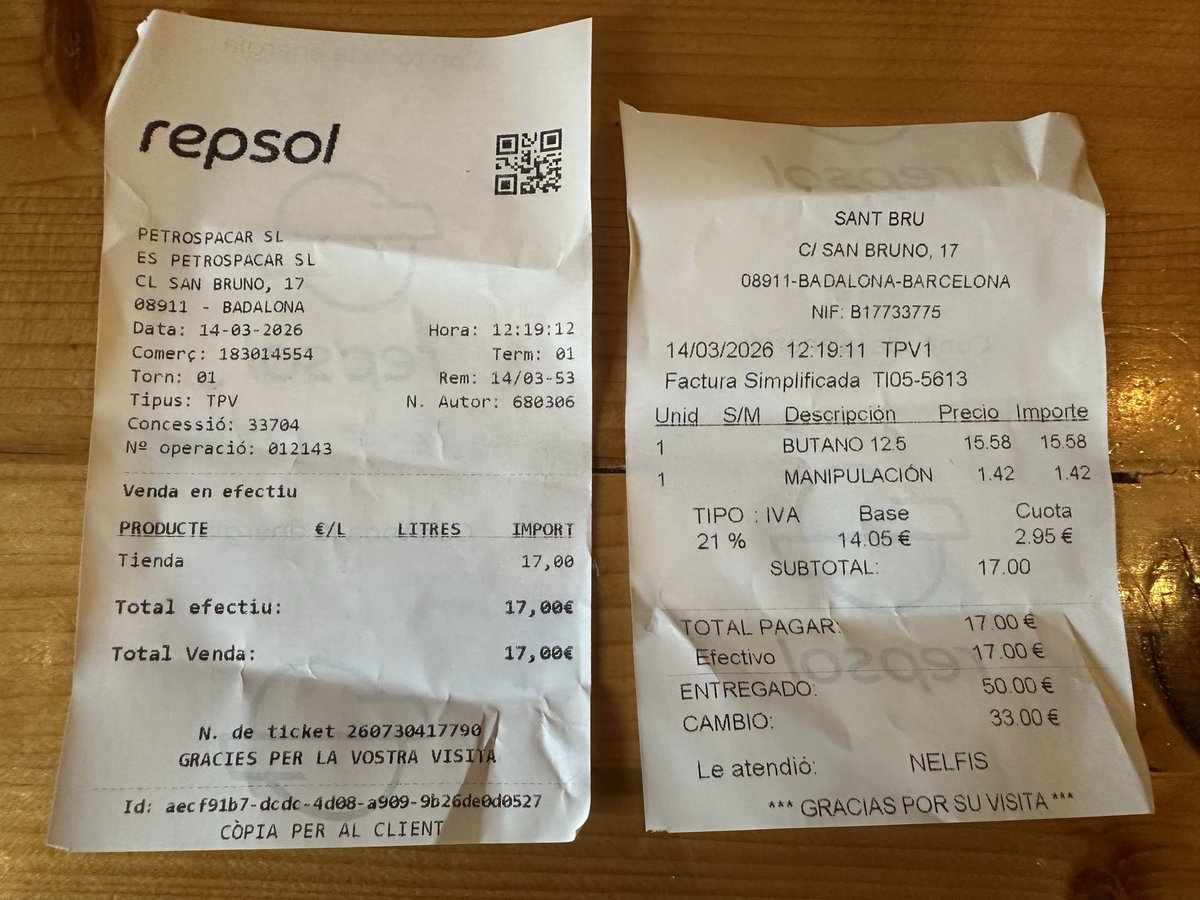 repsol
PETROSPACAR SL
ES PETROSPACAR SL
CL SAN BRUNO, 17
08911 - BADALONA
Data: 14-03-2026 Hora: 12:19:12
Comerç: 183014554 Term: 01
Torn: 01 Rem: 14/03-53
Tipus: TPV N. Autor: 680306
Concessió: 33704
Nº operació: 012143
Venda en efectiu
PRODUCTE €/L LITRES IMPORT
Tienda 17,00
Total efectiu: 17,00€
Total Venda: 17,00€
N. de ticket 260730417790
GRACIES PER LA VOSTRA VISITA
Id: aecf91b7-dcdc-4d08-a909-9b26de0d0527
CÒPIA PER AL CLIENT
SANT BRU
C/ SAN BRUNO, 17
08911-BADALONA-BARCELONA
NIF: B17733775
14/03/2026 12:19:11 TPV1
Factura Simplificada TI05-5613
Unid S/M Descripción Precio Importe
1 BUTANO 12.5 15.58 15.58
1 MANIPULACIÓN 1.42 1.42
TIPO : IVA Base Cuota
21 % 14.05 € 2.95 €
SUBTOTAL: 17.00
TOTAL PAGAR: 17.00 €
Efectivo 17.00 €
ENTREGADO: 50.00 €
CAMBIO: 33.00 €
Le atendió: NELFIS
*** GRACIAS POR SU VISITA ***